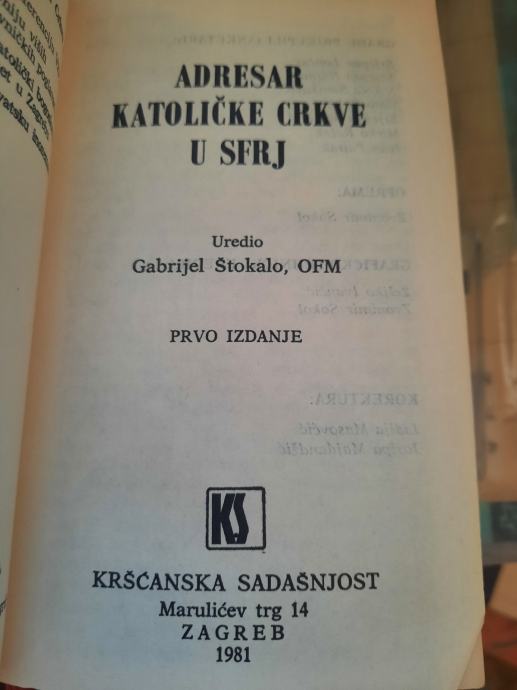 ADRESAR
KATOLIČKE CRKVE
U SFRJ
Uredio
Gabrijel Štokalo, OFM
PRVO IZDANJE
KS
KRŠĆANSKA SADAŠNJOST
Marulićev trg 14
ZAGREB
1981